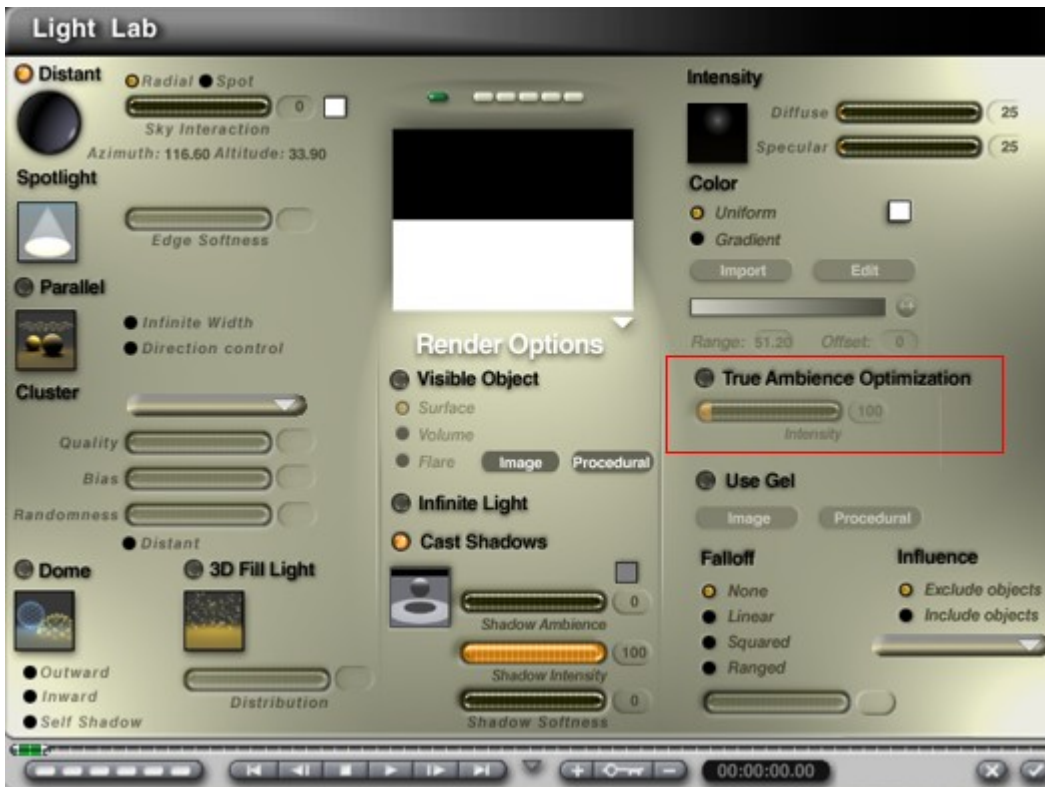 Light Lab
Distant
Radial Spot
0
Sky Interaction
Azimuth: 116.60 Altitude: 33.90
Spotlight
Edge Softness
Parallel
Infinite Width
Direction control
Cluster
Quality
Bias
Randomness
Distant
Dome
3D Fill Light
Outward
Inward
Self Shadow
Distribution
Render Options
Visible Object
Surface
Volume
Flare Image Procedural
Infinite Light
Cast Shadows
0
Shadow Ambience
100
Shadow Intensity
0
Shadow Softness
Intensity
Diffuse 25
Specular 25
Color
Uniform
Gradient
Import Edit
Range: 51.20 Offset: 0
True Ambience Optimization
100
Intensity
Use Gel
Image Procedural
Falloff
None
Linear
Squared
Ranged
Influence
Exclude objects
Include objects
00:00:00.00